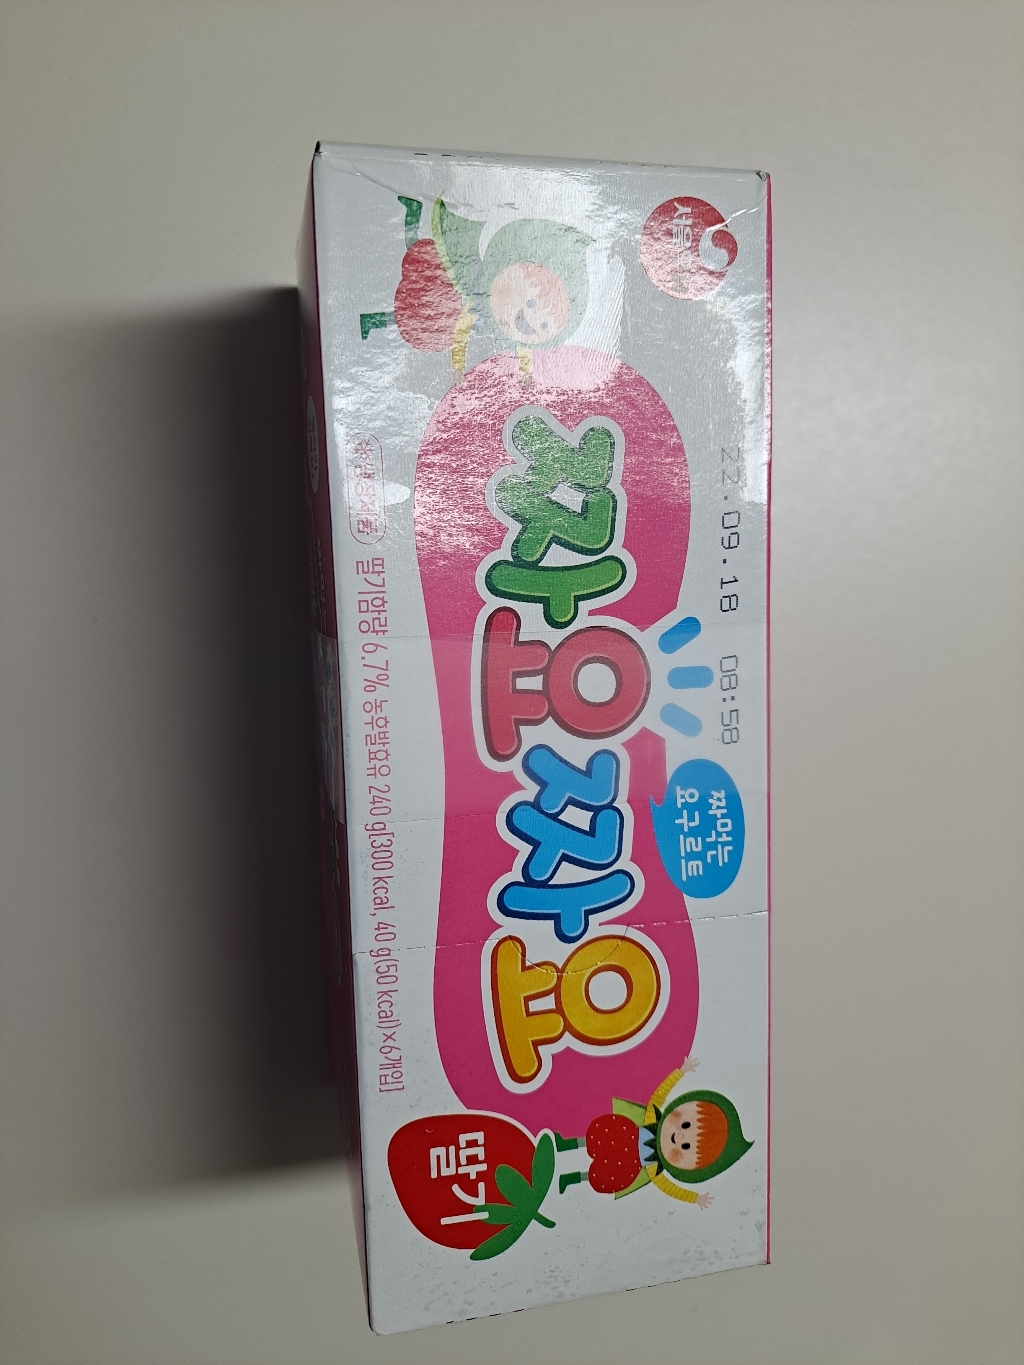 서울우유
22.09.18 08:58
짜먹는
요구르트
짜요짜요
딸기
냉장제품
딸기함량 6.7% 농후발효유 240 g[300 kcal, 40 g(50 kcal)×6개입]